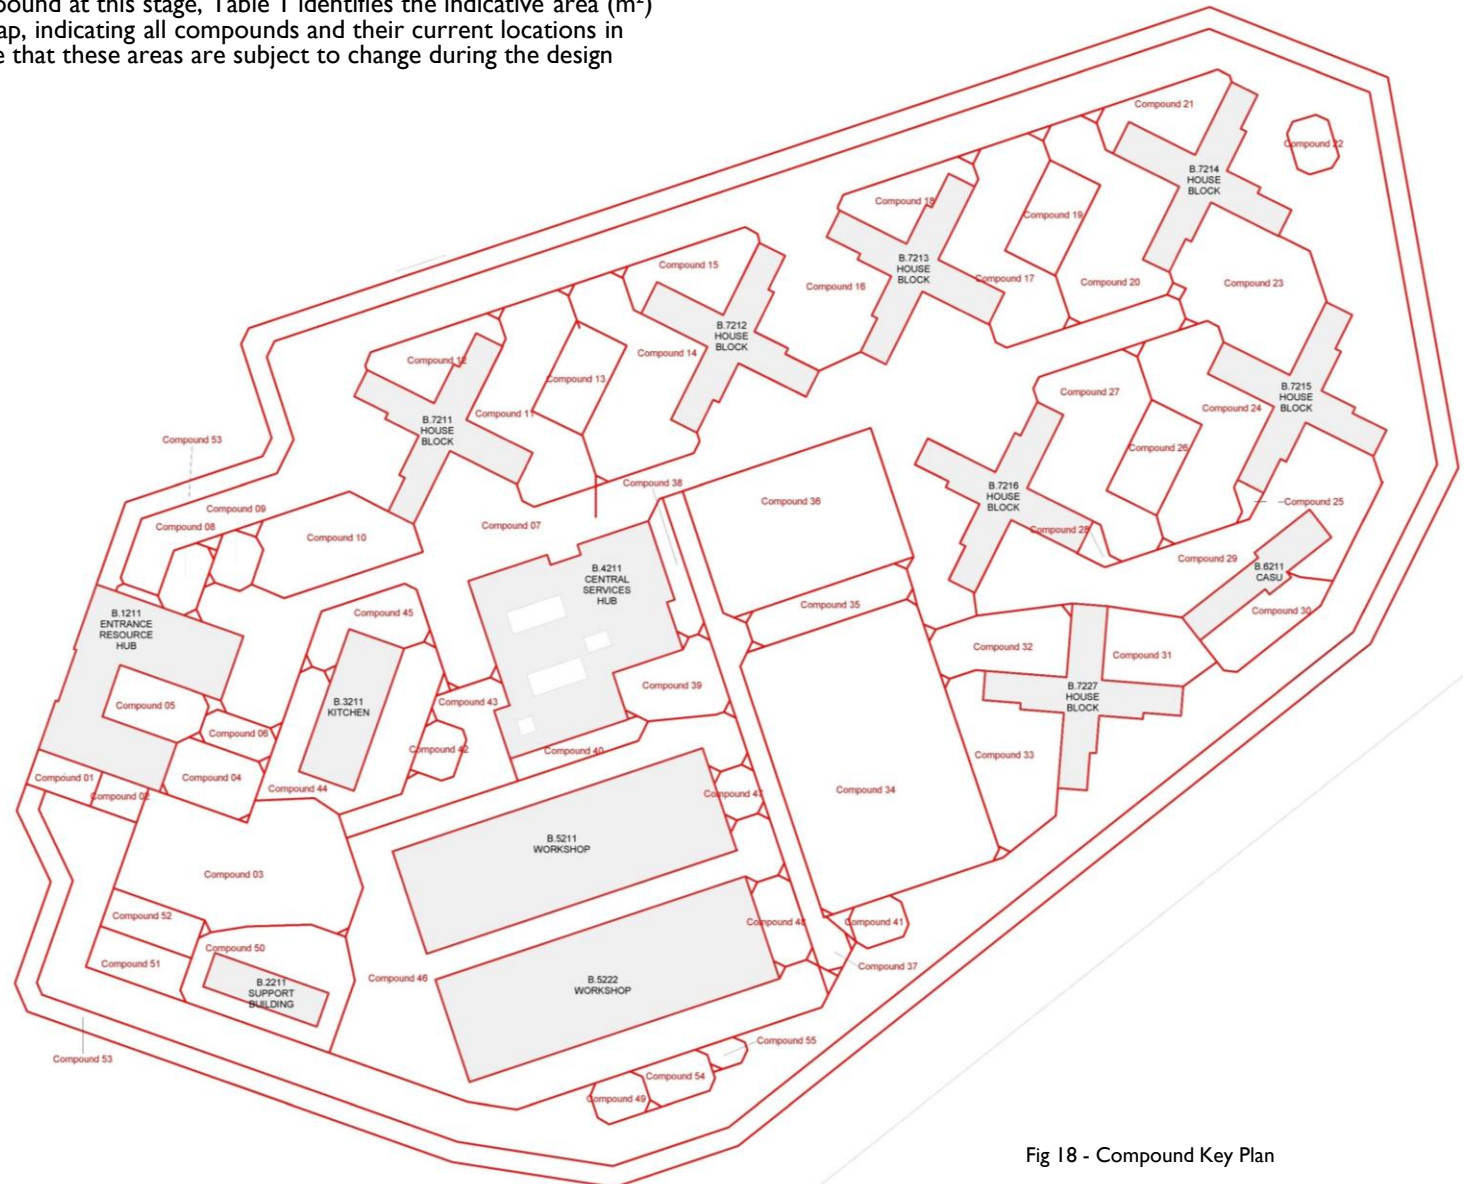 ound at this stage, Table 1 identifies the indicative area (m²)
ap, indicating all compounds and their current locations in
e that these areas are subject to change during the design
Compound 21
Compound 22
B.7214
HOUSE
BLOCK
Compound 18
Compound 19
B.7213
HOUSE
BLOCK
Compound 15
Compound 16
Compound 17
Compound 20
Compound 23
B.7212
HOUSE
BLOCK
Compound 12
Compound 14
Compound 13
Compound 11
B.7211
HOUSE
BLOCK
Compound 27
B.7215
HOUSE
BLOCK
Compound 24
Compound 53
Compound 26
Compound 38
B.7216
HOUSE
BLOCK
Compound 36
Compound 25
Compound 09
Compound 08
Compound 07
Compound 10
Compound 28
Compound 29
B.4211
CENTRAL
SERVICES
HUB
B.6211
CASU
Compound 45
Compound 35
Compound 30
B.1211
ENTRANCE
RESOURCE
HUB
Compound 32
Compound 31
Compound 39
B.7227
HOUSE
BLOCK
B.3211
KITCHEN
Compound 43
Compound 05
Compound 06
Compound 42
Compound 40
Compound 33
Compound 01
Compound 04
Compound 02
Compound 44
Compound 34
Compound 47
B.5211
WORKSHOP
Compound 03
Compound 52
Compound 48
Compound 41
Compound 50
Compound 51
Compound 37
Compound 46
B.2211
SUPPORT
BUILDING
B.5222
WORKSHOP
Compound 55
Compound 53
Compound 54
Compound 49
Fig 18 - Compound Key Plan